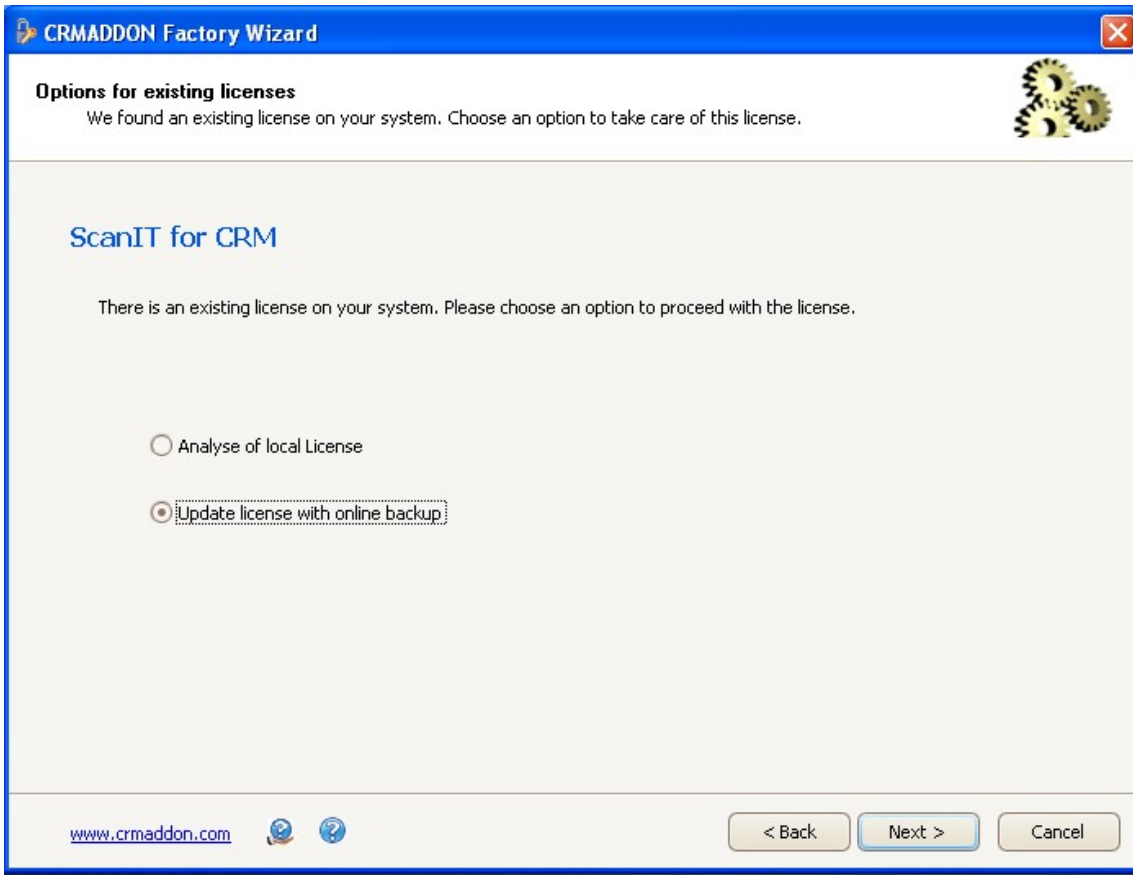 CRMADDON Factory Wizard
Options for existing licenses
We found an existing license on your system. Choose an option to take care of this license.
ScanIT for CRM
There is an existing license on your system. Please choose an option to proceed with the license.
Analyse of local License
Update license with online backup
www.crmaddon.com
< Back
Next >
Cancel